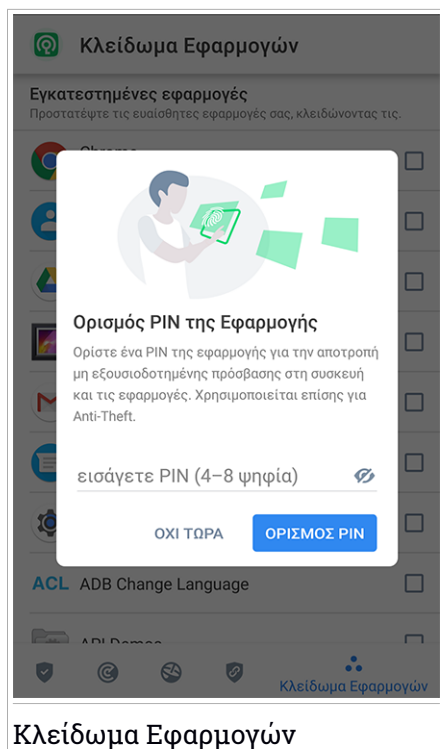 Κλείδωμα Εφαρμογών
Εγκατεστημένες εφαρμογές
Προστατέψτε τις ευαίσθητες εφαρμογές σας, κλειδώνοντας τις.
Ορισμός PIN της Εφαρμογής
Ορίστε ένα PIN της εφαρμογής για την αποτροπή
μη εξουσιοδοτημένης πρόσβασης στη συσκευή
και τις εφαρμογές. Χρησιμοποιείται επίσης για
Anti-Theft.
εισάγετε PIN (4–8 ψηφία)
ΟΧΙ ΤΩΡΑ
ΟΡΙΣΜΟΣ PIN
ACL ADB Change Language
API Demos
Κλείδωμα Εφαρμογών
Κλείδωμα Εφαρμογών